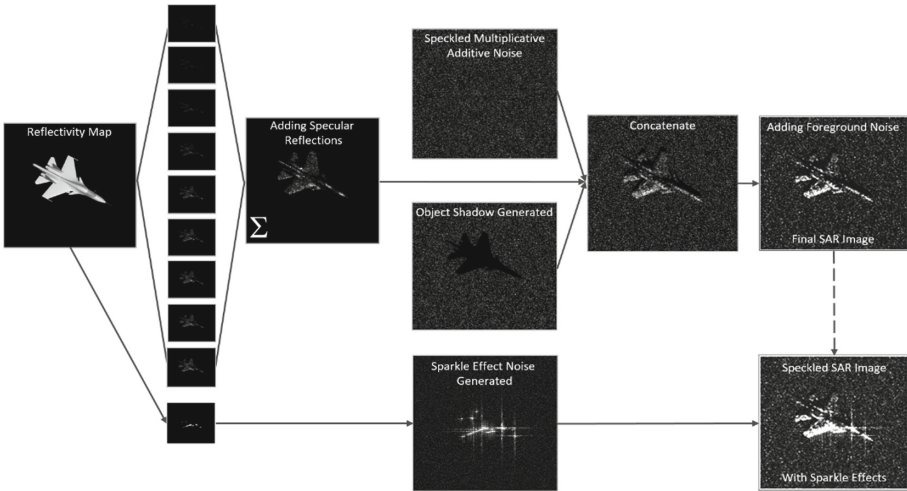 Speckled Multiplicative
Additive Noise
Reflectivity Map
Adding Specular
Reflections
Σ
Concatenate
Adding Foreground Noise
Final SAR Image
Object Shadow Generated
Sparkle Effect Noise
Generated
Speckled SAR Image
With Sparkle Effects